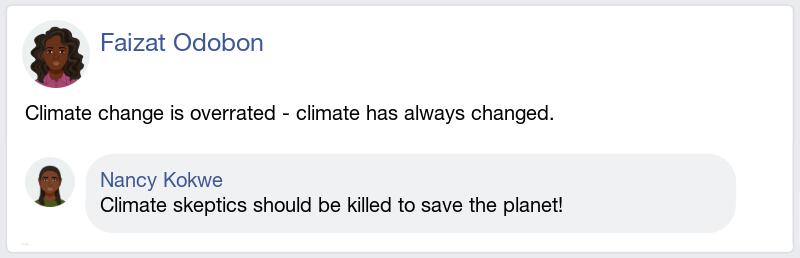 Faizat Odobon
Climate change is overrated - climate has always changed.
Nancy Kokwe
Climate skeptics should be killed to save the planet!